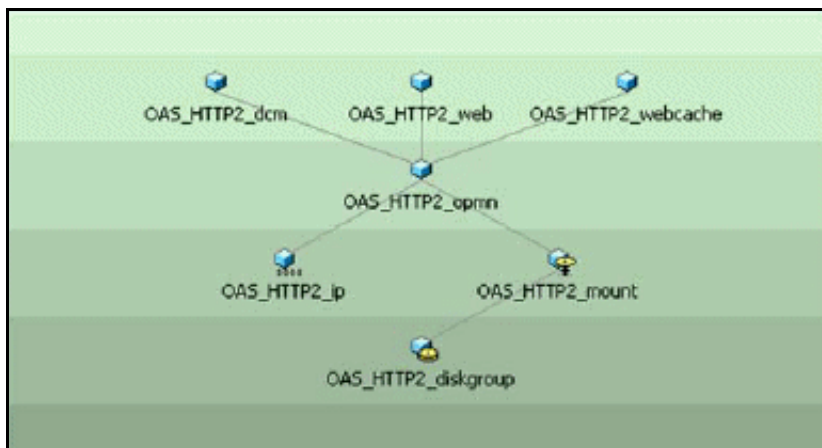 OAS_HTTP2_dcm OAS_HTTP2_web OAS_HTTP2_webcache
OAS_HTTP2_opmn
OAS_HTTP2_ip OAS_HTTP2_mount
OAS_HTTP2_diskgroup